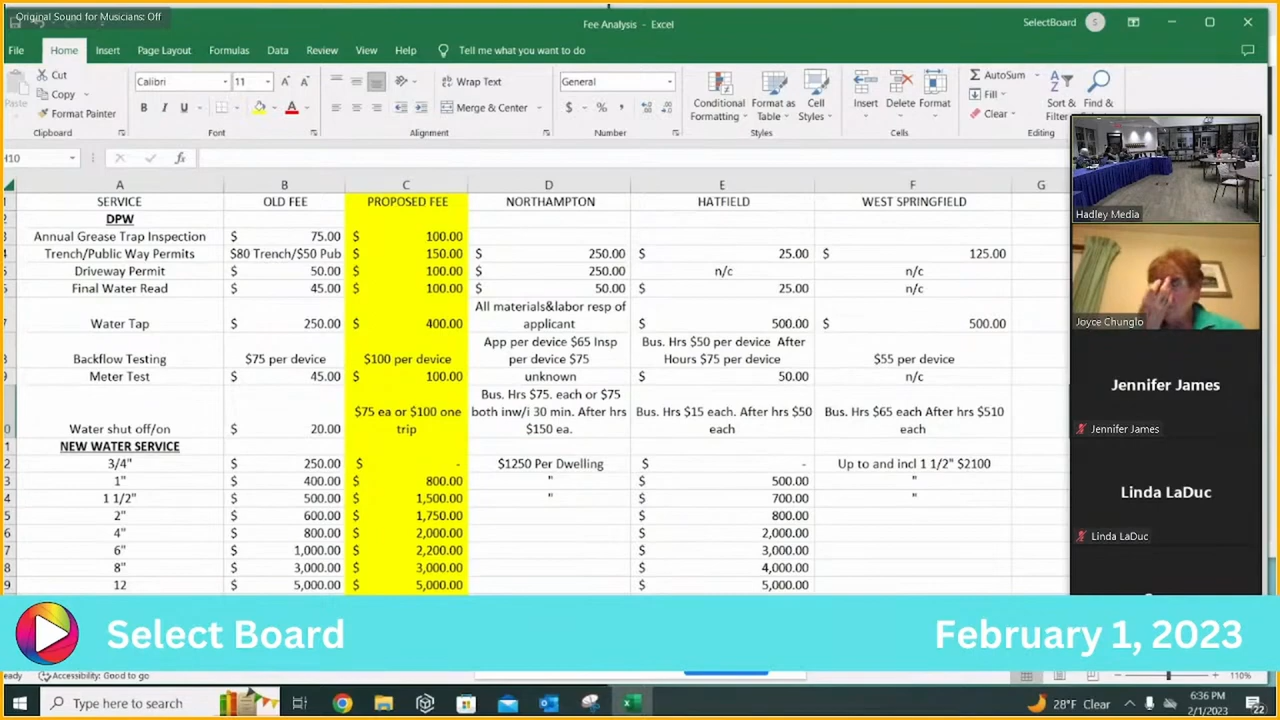 Original Sound for Musicians: Off
Fee Analysis - Excel
SelectBoard S
File Home Insert Page Layout Formulas Data Review View Help Tell me what you want to do
Paste
Cut
Copy
Format Painter
Clipboard
Calibri 11
B I U
Font
Wrap Text
Merge & Center
Alignment
General
$ % ,
Number
Conditional Formatting
Format as Table
Cell Styles
Styles
Insert Delete Format
Cells
AutoSum
Fill
Clear
Sort & Filter
Find &
Editing
H10
fx
A B C D E F G
SERVICE OLD FEE PROPOSED FEE NORTHAMPTON HATFIELD WEST SPRINGFIELD
2 DPW
Annual Grease Trap Inspection $ 75.00 $ 100.00
Trench/Public Way Permits $80 Trench/$50 Pub $ 150.00 $ 250.00 $ 25.00 $ 125.00
Driveway Permit $ 50.00 $ 100.00 $ 250.00 n/c n/c
Final Water Read $ 45.00 $ 100.00 $ 50.00 $ 25.00 n/c
Water Tap $ 250.00 $ 400.00 All materials&labor resp of applicant $ 500.00 $ 500.00
Backflow Testing $75 per device $100 per device App per device $65 Insp per device $75 Bus. Hrs $50 per device After Hours $75 per device $55 per device
Meter Test $ 45.00 $ 100.00 unknown $ 50.00 n/c
Water shut off/on $ 20.00 $75 ea or $100 one trip Bus. Hrs $75. each or $75 both inw/i 30 min. After hrs $150 ea. Bus. Hrs $15 each. After hrs $50 each Bus. Hrs $65 each After hrs $510 each
NEW WATER SERVICE
3/4" $ 250.00 $ - $1250 Per Dwelling $ - Up to and incl 1 1/2" $2100
1" $ 400.00 $ 800.00 " $ 500.00 "
1 1/2" $ 500.00 $ 1,500.00 " $ 700.00 "
2" $ 600.00 $ 1,750.00 $ 800.00
4" $ 800.00 $ 2,000.00 $ 2,000.00
6" $ 1,000.00 $ 2,200.00 $ 3,000.00
8" $ 3,000.00 $ 3,000.00 $ 4,000.00
12 $ 5,000.00 $ 5,000.00 $ 5,000.00
Hadley Media
Joyce Chunglo
Jennifer James
Jennifer James
Linda LaDuc
Linda LaDuc
Select Board February 1, 2023
Accessibility: Good to go
110%
Type here to search
28°F Clear
6:36 PM
2/1/2023
22